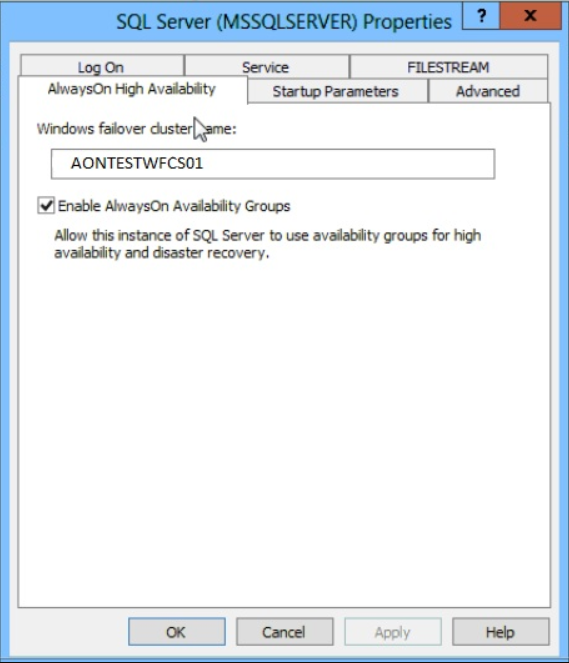 SQL Server (MSSQLSERVER) Properties ? x
Log On Service FILESTREAM
AlwaysOn High Availability Startup Parameters Advanced
Windows failover cluster name:
AONTESTWFCS01
Enable AlwaysOn Availability Groups
Allow this instance of SQL Server to use availability groups for high
availability and disaster recovery.
OK Cancel Apply Help